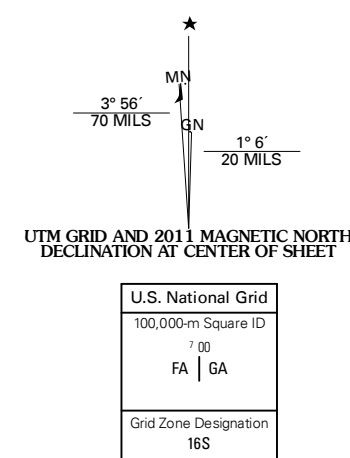 MN
3° 56´
70 MILS
GN
1° 6´
20 MILS
UTM GRID AND 2011 MAGNETIC NORTH
DECLINATION AT CENTER OF SHEET
U.S. National Grid
100,000-m Square ID
7 00
FA GA
Grid Zone Designation
16S